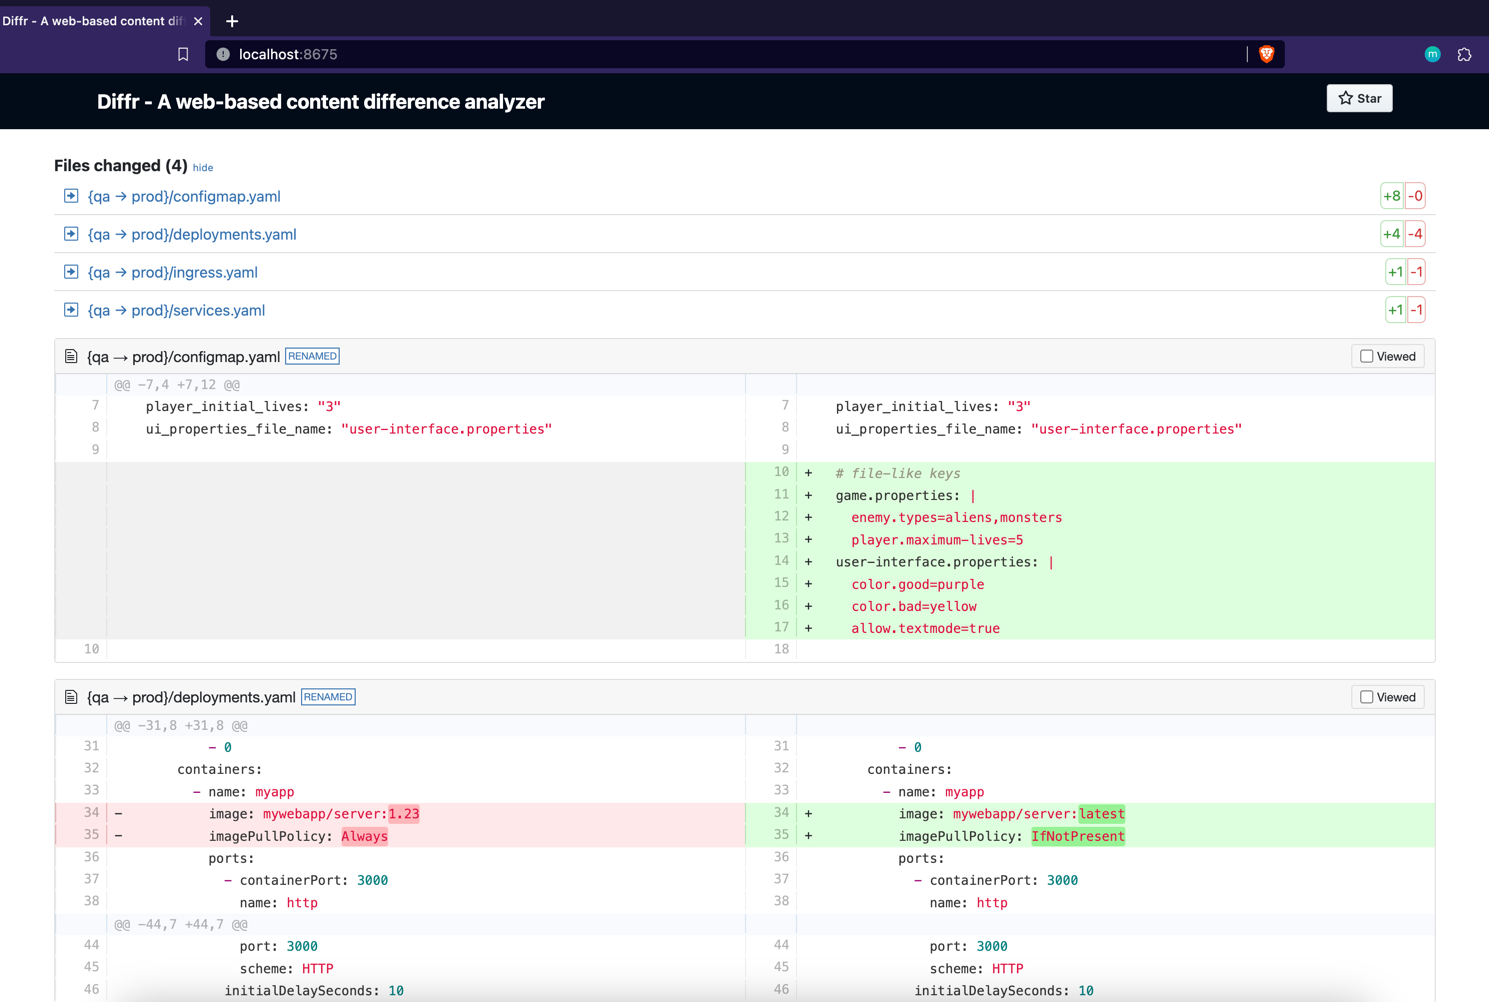 Diffr - A web-based content diff
localhost:8675
m
Diffr - A web-based content difference analyzer
Star
Files changed (4) hide
{qa → prod}/configmap.yaml +8 -0
{qa → prod}/deployments.yaml +4 -4
{qa → prod}/ingress.yaml +1 -1
{qa → prod}/services.yaml +1 -1
{qa → prod}/configmap.yaml RENAMED Viewed
@@ -7,4 +7,12 @@
7 player_initial_lives: "3" 7 player_initial_lives: "3"
8 ui_properties_file_name: "user-interface.properties" 8 ui_properties_file_name: "user-interface.properties"
9 9
10 + # file-like keys
11 + game.properties: |
12 + enemy.types=aliens,monsters
13 + player.maximum-lives=5
14 + user-interface.properties: |
15 + color.good=purple
16 + color.bad=yellow
17 + allow.textmode=true
10 18
{qa → prod}/deployments.yaml RENAMED Viewed
@@ -31,8 +31,8 @@
31 - 0 31 - 0
32 containers: 32 containers:
33 - name: myapp 33 - name: myapp
34 - image: mywebapp/server:1.23 34 + image: mywebapp/server:latest
35 - imagePullPolicy: Always 35 + imagePullPolicy: IfNotPresent
36 ports: 36 ports:
37 - containerPort: 3000 37 - containerPort: 3000
38 name: http 38 name: http
@@ -44,7 +44,7 @@
44 port: 3000 44 port: 3000
45 scheme: HTTP 45 scheme: HTTP
46 initialDelaySeconds: 10 46 initialDelaySeconds: 10